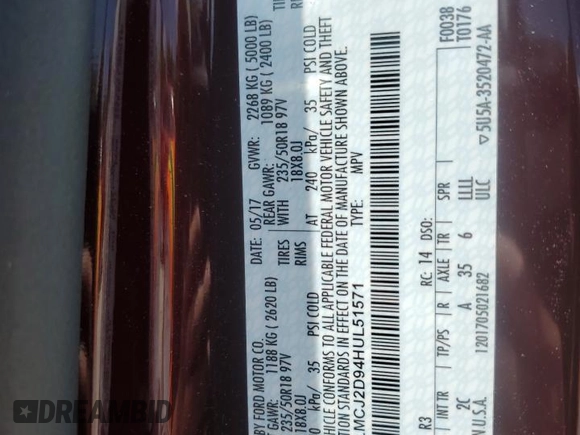 BY FORD MOTOR CO.
DATE: 05/17 GVWR: 2268 KG ( 5000 LB)
GAWR: 1188 KG ( 2620 LB)
REAR GAWR: 1089 KG ( 2400 LB)
235/50R18 97V TIRES WITH 235/50R18 97V
18X8.0J RIMS 18X8.0J
kPa/ 35 PSI COLD AT 240 kPa/ 35 PSI COLD
VEHICLE CONFORMS TO ALL APPLICABLE FEDERAL MOTOR VEHICLE SAFETY AND THEFT
STANDARDS IN EFFECT ON THE DATE OF MANUFACTURE SHOWN ABOVE.
MCJ2D94HUL51571 TYPE: MPV
F0038
T0176
R3 RC: 14 DSO:
INT TR TP/PS R AXLE TR SPR
2C A 35 6 LLLL
ULC
IN U.S.A. 1201705021682
▽5U5A-3520472-AA
DREAMBID